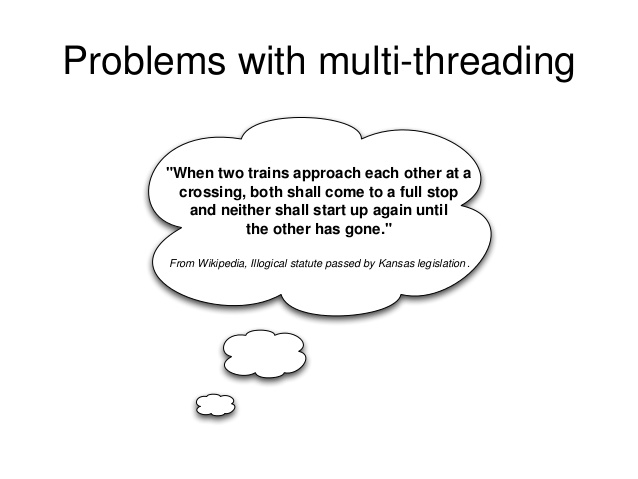 Problems with multi-threading
"When two trains approach each other at a
crossing, both shall come to a full stop
and neither shall start up again until
the other has gone."
From Wikipedia, Illogical statute passed by Kansas legislation.